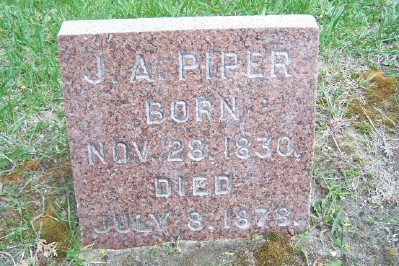 J. A. PIPER
BORN
NOV. 28. 1830.
DIED
JULY 8. 1878.